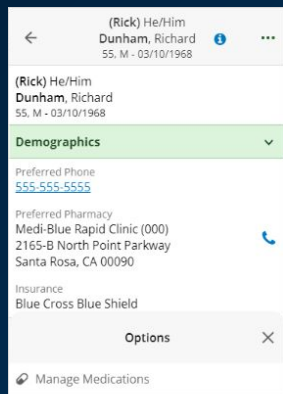 (Rick) He/Him
Dunham, Richard
55, M - 03/10/1968
(Rick) He/Him
Dunham, Richard
55, M - 03/10/1968
Demographics
Preferred Phone
555-555-5555
Preferred Pharmacy
Medi-Blue Rapid Clinic (000)
2165-B North Point Parkway
Santa Rosa, CA 00090
Insurance
Blue Cross Blue Shield
Options
Manage Medications